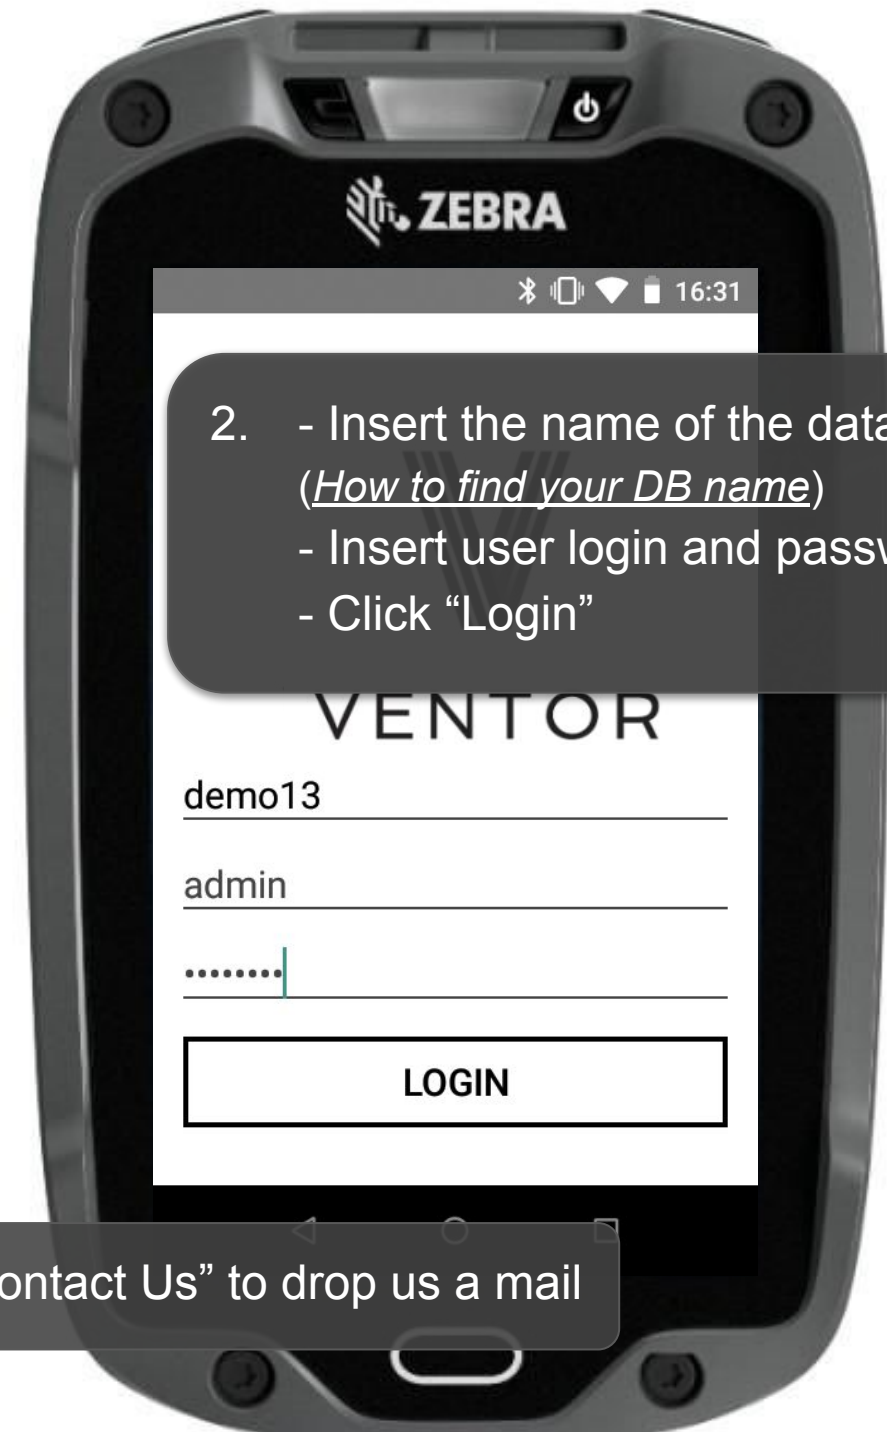 ZEBRA
16:31
2. - Insert the name of the data
(How to find your DB name)
- Insert user login and passw
- Click “Login”
VENTOR
demo13
admin
••••••••
LOGIN
ontact Us” to drop us a mail